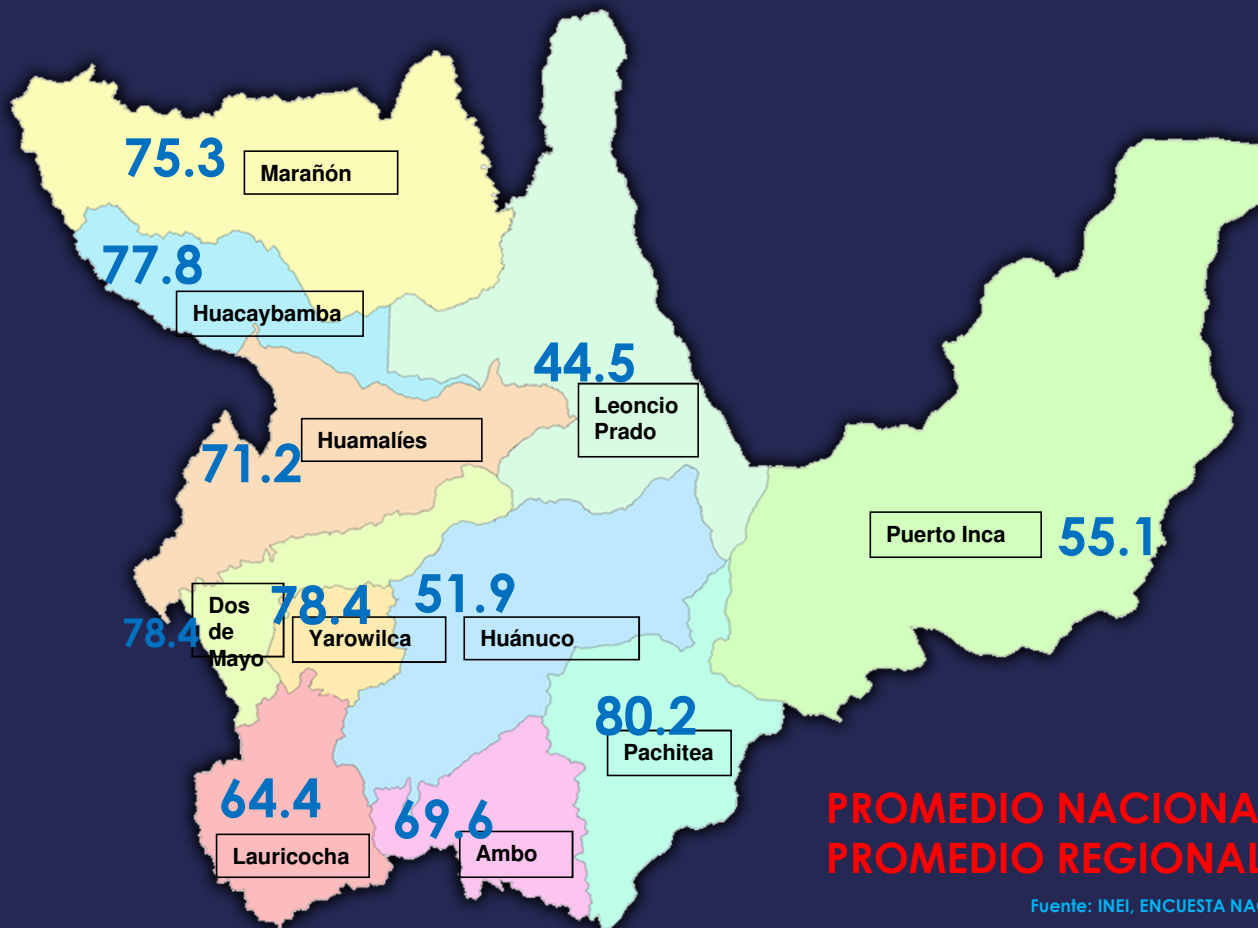 75.3
Marañón
77.8
Huacaybamba
44.5
Leoncio
Prado
Huamalíes
71.2
Puerto Inca
55.1
Dos
de
Mayo
78.4
78.4
Yarowilca
51.9
Huánuco
80.2
Pachitea
64.4
Lauricocha
69.6
Ambo
PROMEDIO NACIONA
PROMEDIO REGIONAL
Fuente: INEI, ENCUESTA NA